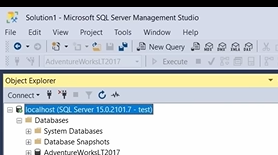 Solution1 - Microsoft SQL Server Management Studio
File Edit View Project Tools Window Help
New Query
AdventureWorksLT2017
Object Explorer
Connect
localhost (SQL Server 15.0.2101.7 - test)
Databases
System Databases
Database Snapshots
AdventureWorksLT2017